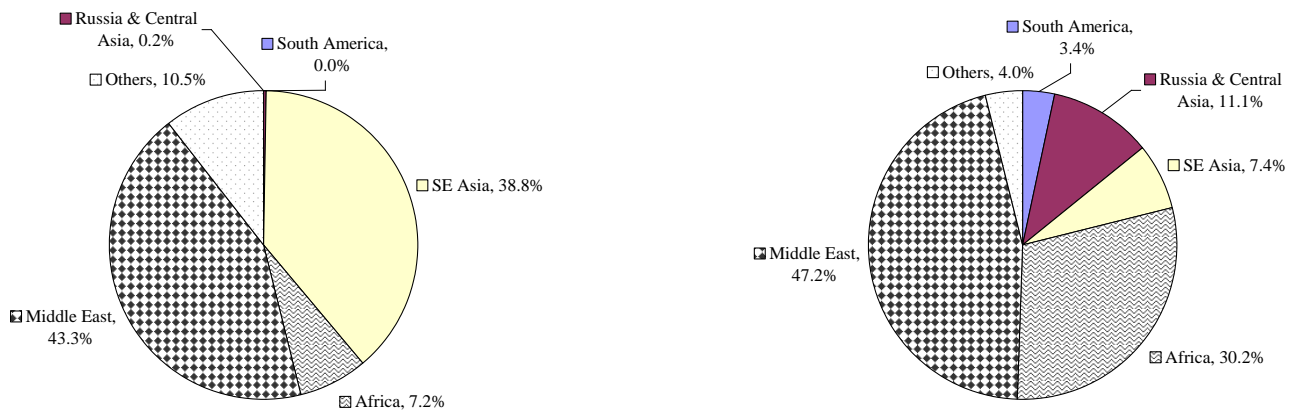 Russia & Central
Asia, 0.2%
South America,
0.0%
Others, 10.5%
SE Asia, 38.8%
Middle East,
43.3%
Africa, 7.2%
South America,
3.4%
Others, 4.0%
Russia & Central
Asia, 11.1%
SE Asia, 7.4%
Middle East,
47.2%
Africa, 30.2%